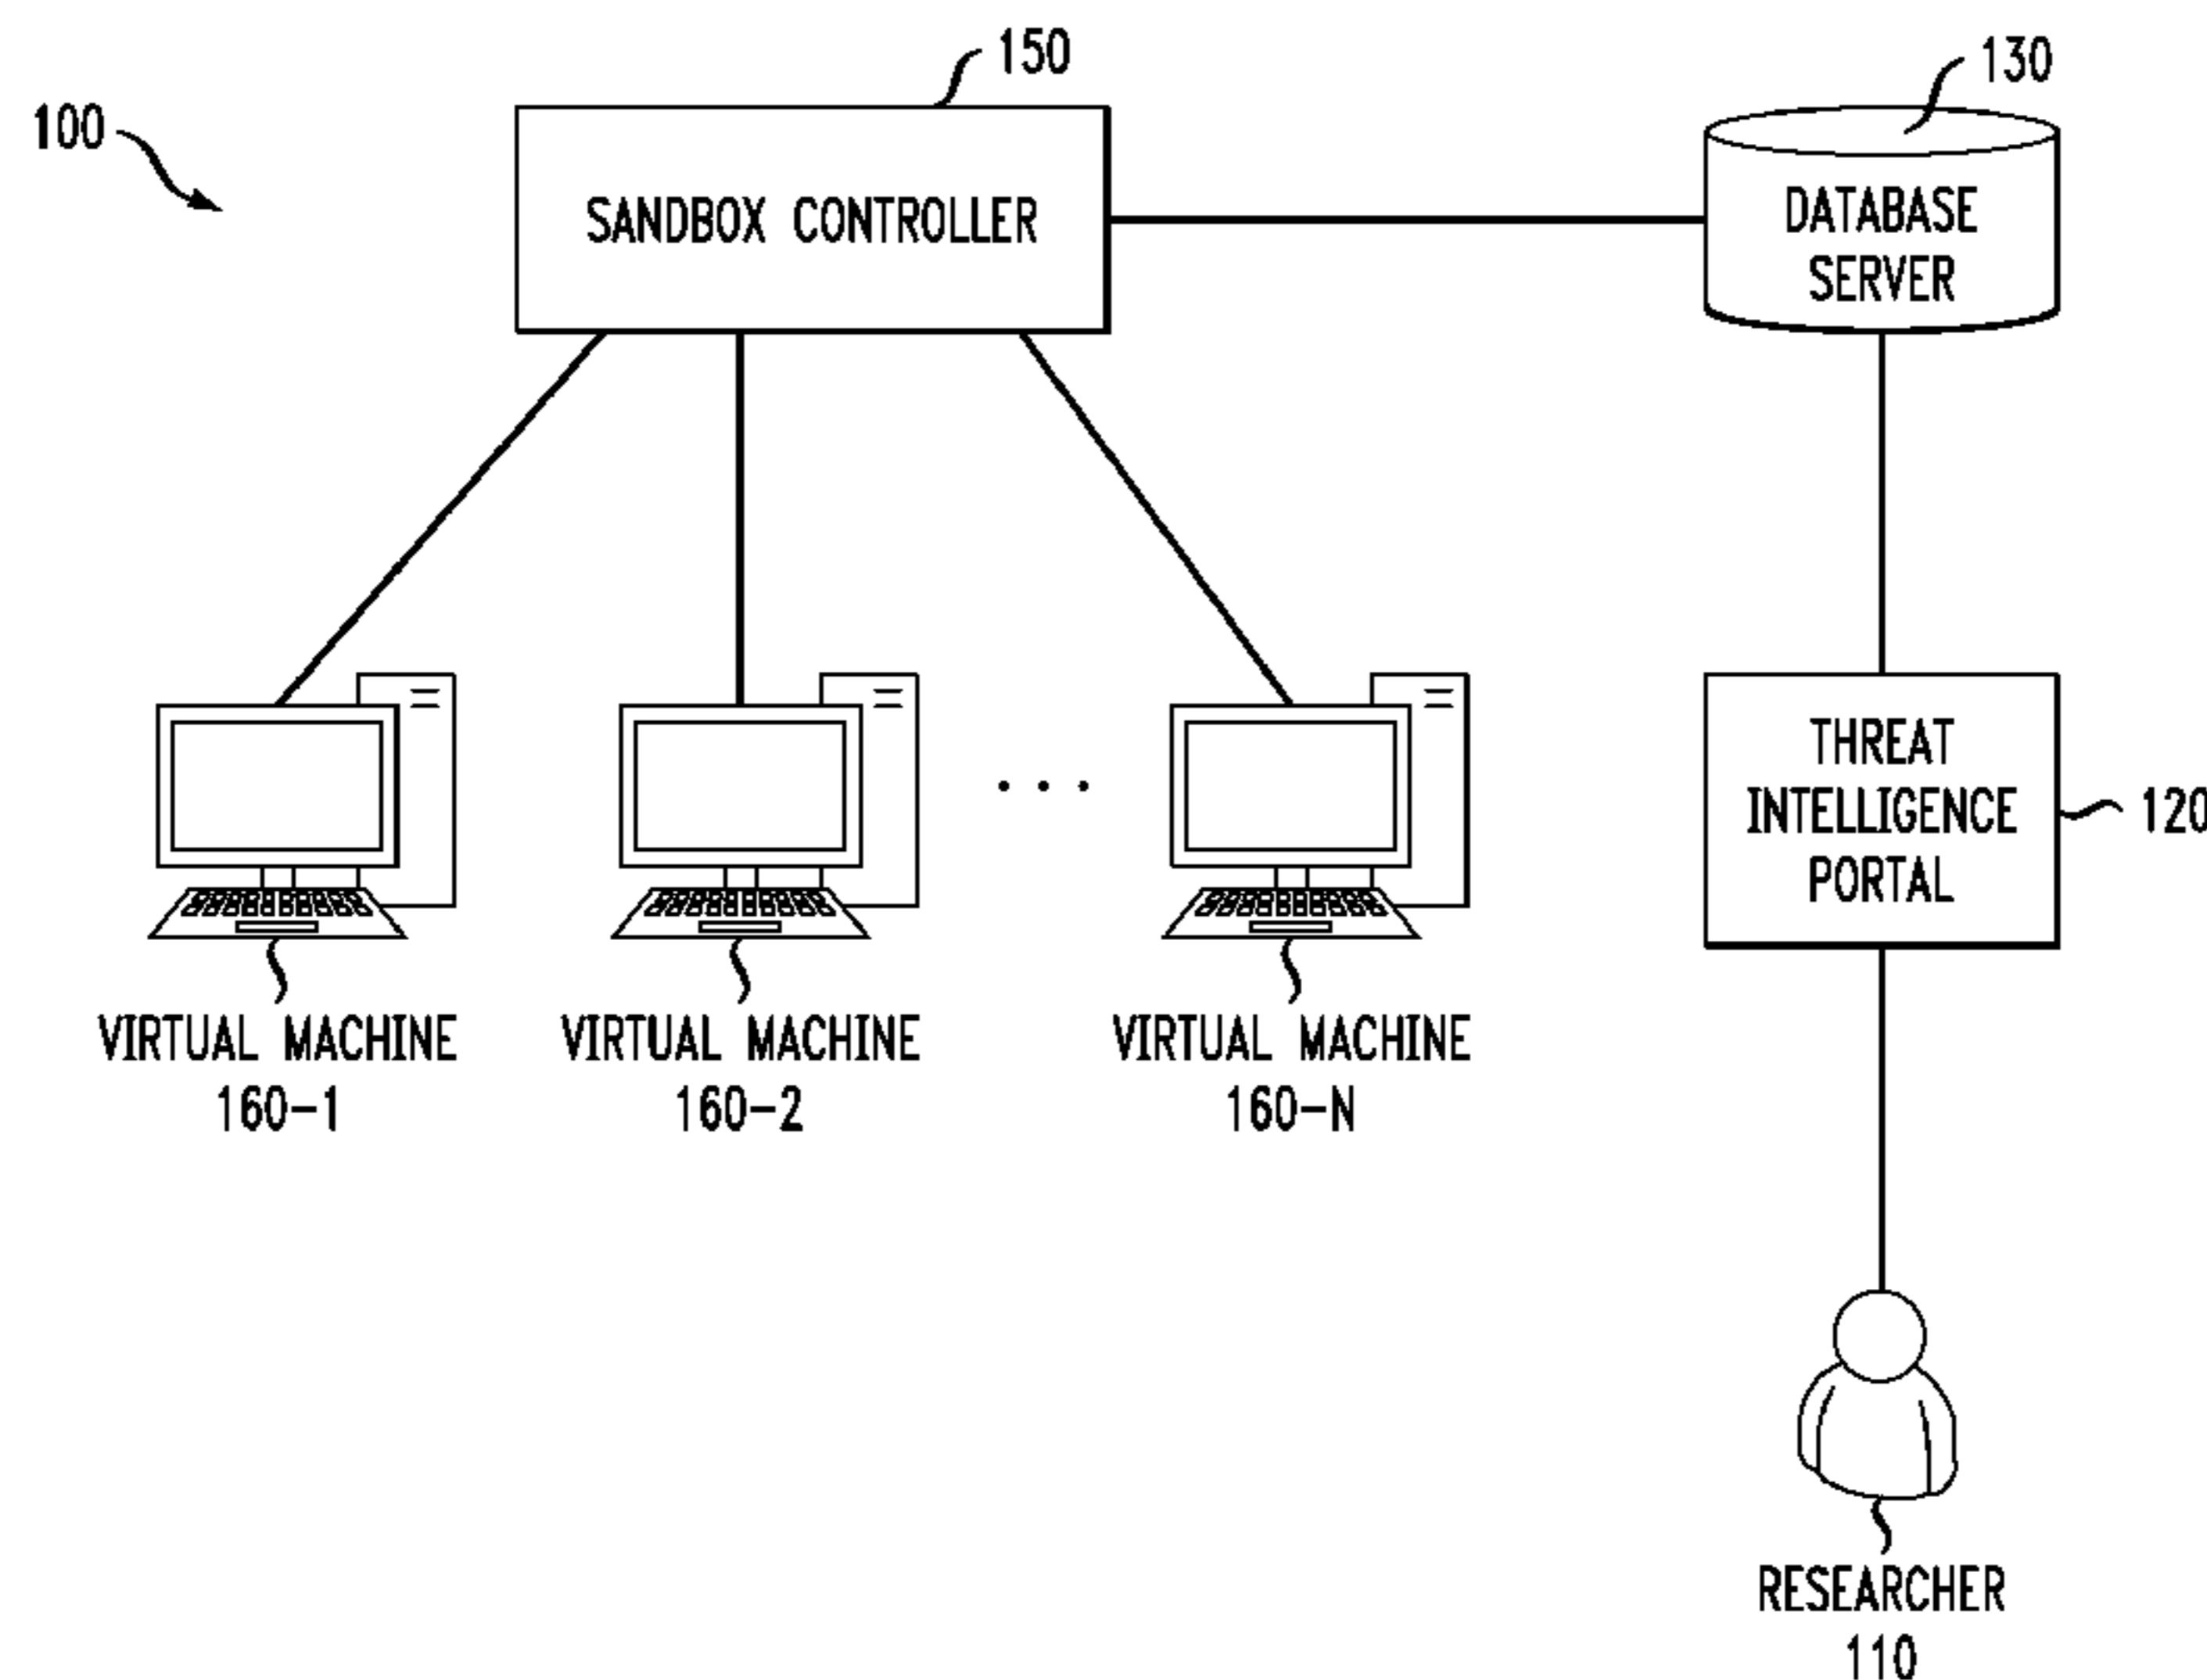 100
150
130
SANDBOX CONTROLLER
DATABASE
SERVER
THREAT
INTELLIGENCE
PORTAL
120
VIRTUAL MACHINE
160-1
VIRTUAL MACHINE
160-2
. . .
VIRTUAL MACHINE
160-N
RESEARCHER
110